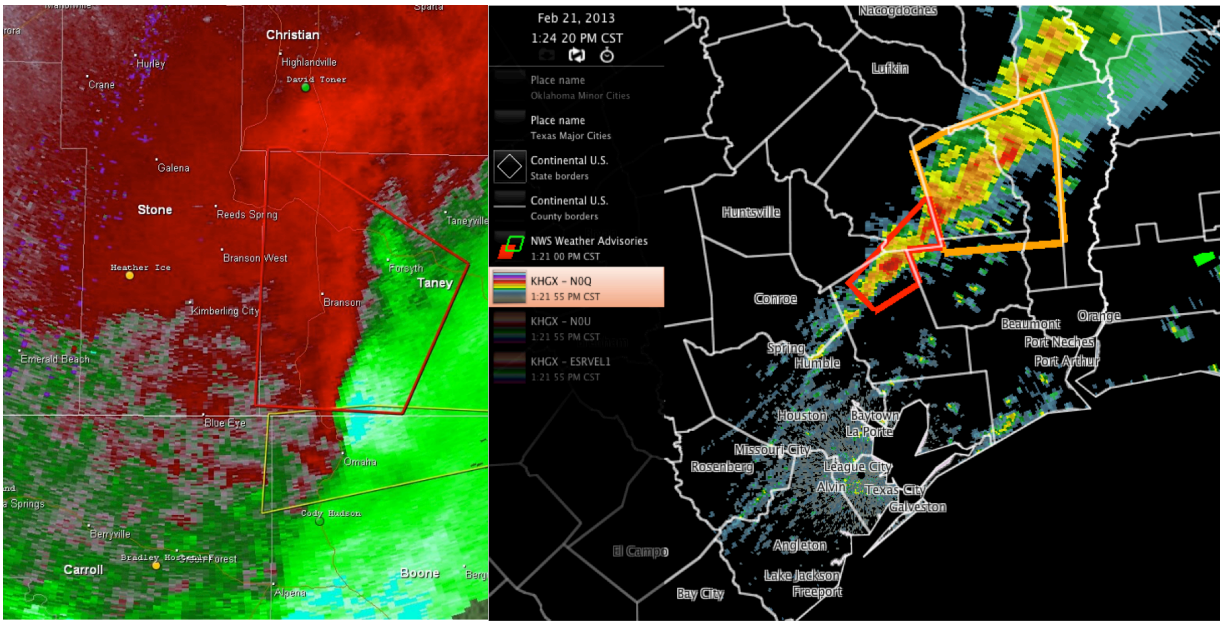 Sparta
Christian
Hurley
Highlandville
David Toner
Crane
Galena
Stone
Reeds Spring
Taneyville
Branson West
Forsyth
Heather Ice
Taney
Branson
Kimberling City
Emerald Beach
Blue Eye
Omaha
Springs
Cody Hudson
Berryville
Forest
Carroll
Boone
Berg
Alpena
Feb 21, 2013
1:24 20 PM CST
Place name
Oklahoma Minor Cities
Place name
Texas Major Cities
Continental U.S.
State borders
Continental U.S.
County borders
NWS Weather Advisories
1:21 00 PM CST
KHGX - N0Q
1:21 55 PM CST
KHGX - N0U
1:21 55 PM CST
KHGX - ESRVEL1
1:21 55 PM CST
Nacogdoches
Lufkin
Huntsville
Conroe
Spring
Humble
Beaumont
Orange
Port Neches
Port Arthur
Houston
Baytown
La Porte
Missouri City
Rosenberg
League City
Alvin
Texas City
Galveston
El Campo
Angleton
Lake Jackson
Freeport
Bay City